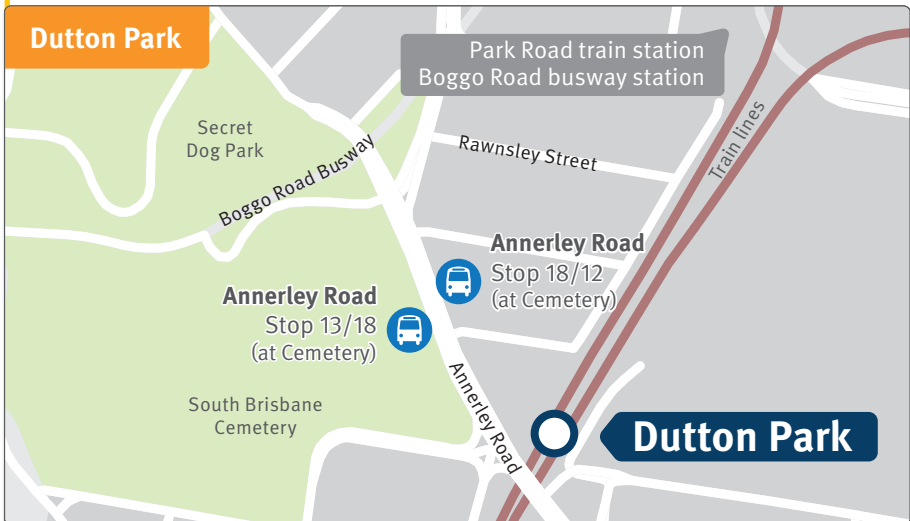 Dutton Park
Park Road train station
Boggo Road busway station
Secret
Dog Park
Boggo Road Busway
Rawnsley Street
Train lines
Annerley Road
Stop 18/12
(at Cemetery)
Annerley Road
Stop 13/18
(at Cemetery)
Annerley Road
South Brisbane
Cemetery
Dutton Park